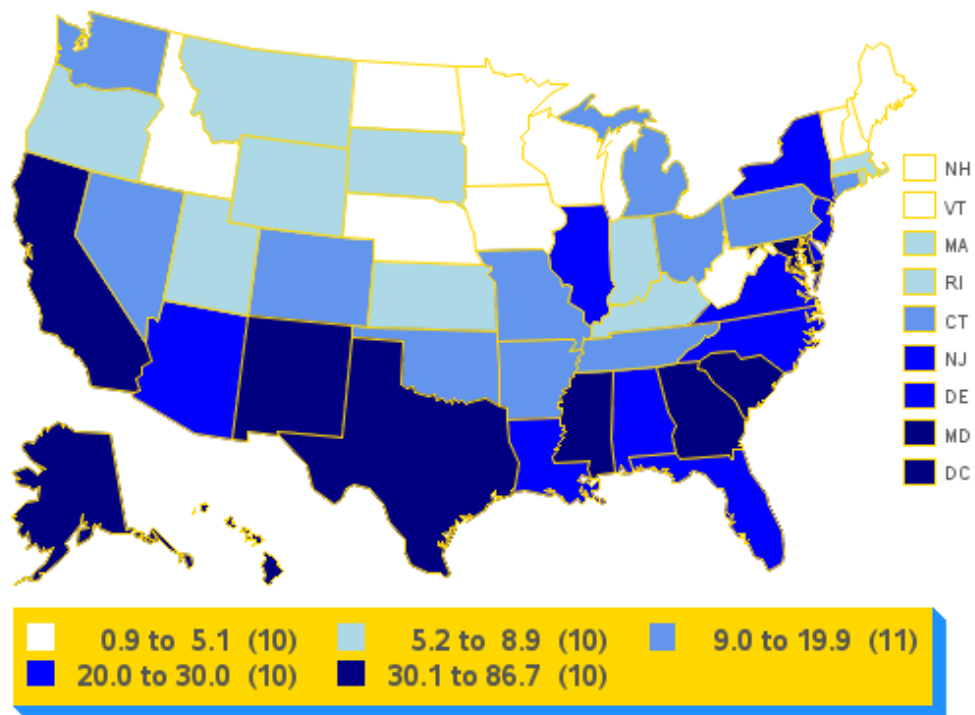 NH
VT
MA
RI
CT
NJ
DE
MD
DC
0.9 to 5.1 (10) 5.2 to 8.9 (10) 9.0 to 19.9 (11)
20.0 to 30.0 (10) 30.1 to 86.7 (10)